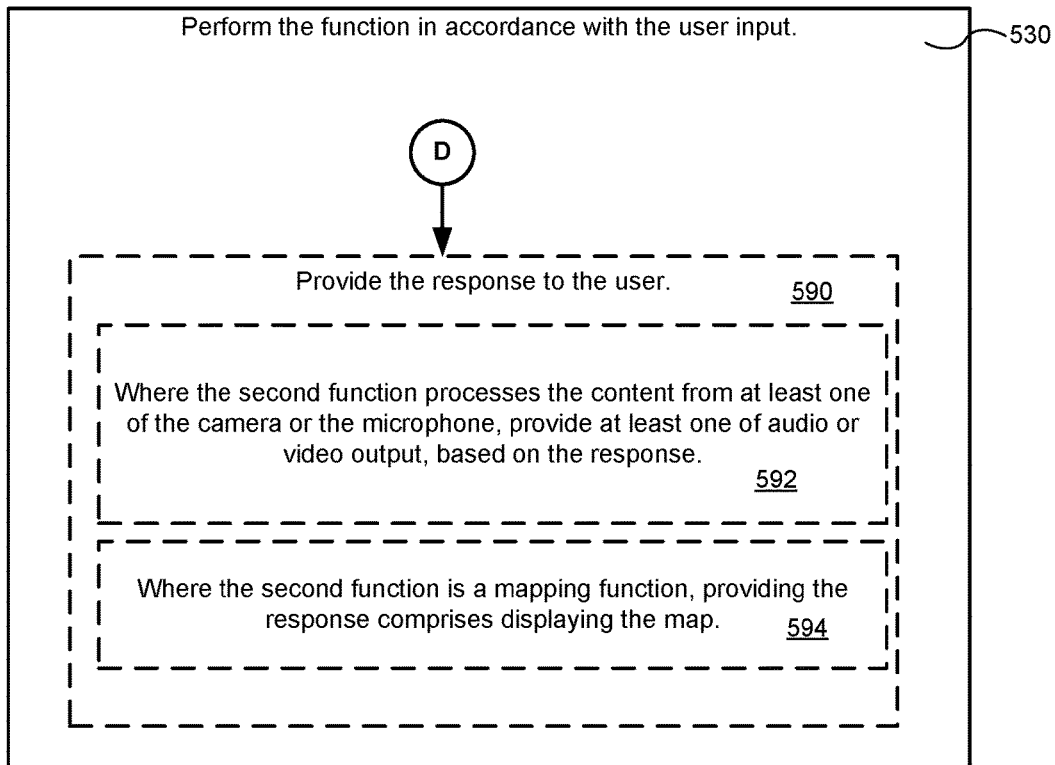 Perform the function in accordance with the user input.
530
D
Provide the response to the user.
590
Where the second function processes the content from at least one
of the camera or the microphone, provide at least one of audio or
video output, based on the response.
592
Where the second function is a mapping function, providing the
response comprises displaying the map.
594